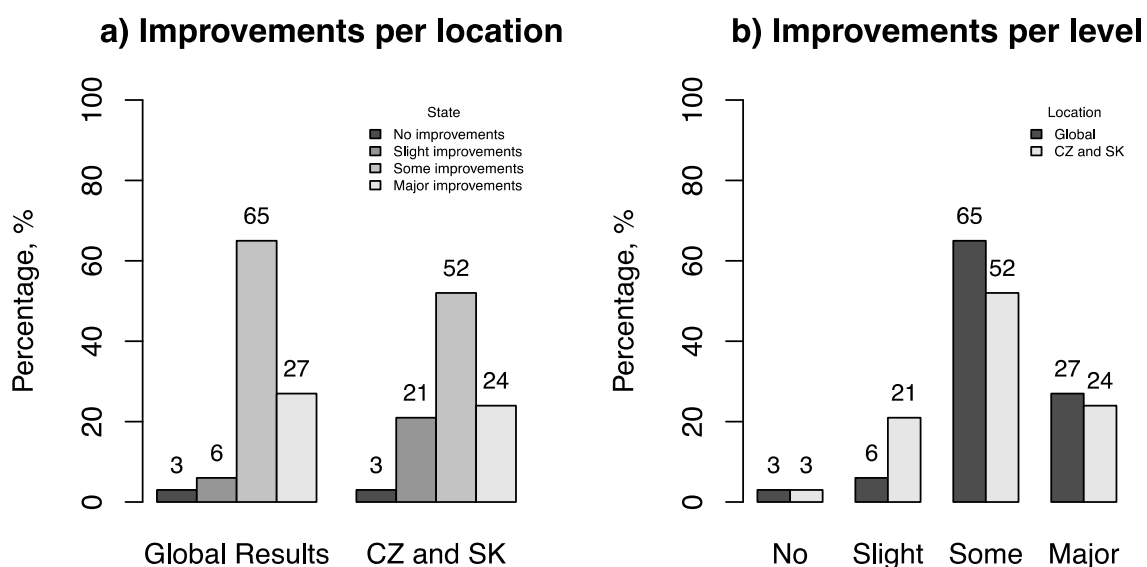 a) Improvements per location
Percentage, %
0
20
40
60
80
100
State
No improvements
Slight improvements
Some improvements
Major improvements
3
6
65
27
3
21
52
24
Global Results
CZ and SK
b) Improvements per level
Percentage, %
0
20
40
60
80
100
Location
Global
CZ and SK
3
3
6
21
65
52
27
24
No
Slight
Some
Major